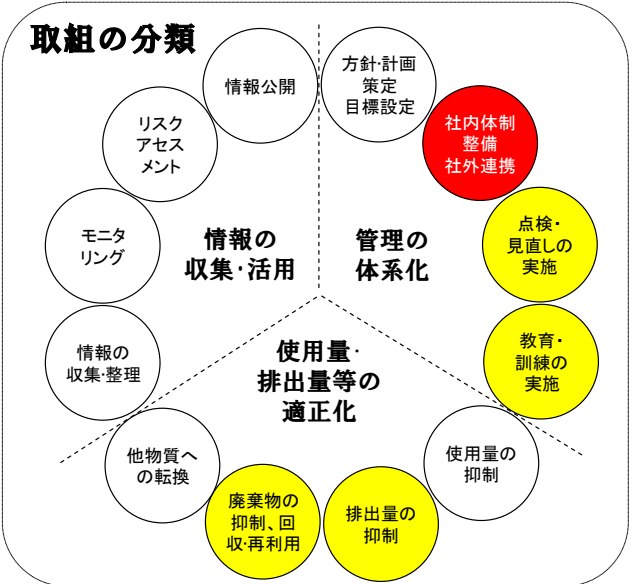 取組の分類
情報公開
方針・計画
策定
目標設定
リスク
アセス
メント
社内体制
整備
社外連携
モニタ
リング
情報の
収集・活用
管理の
体系化
点検・
見直しの
実施
情報の
収集・整理
使用量・
排出量等の
適正化
教育・
訓練の
実施
他物質へ
の転換
使用量の
抑制
廃棄物の
抑制、回
収・再利用
排出量の
抑制